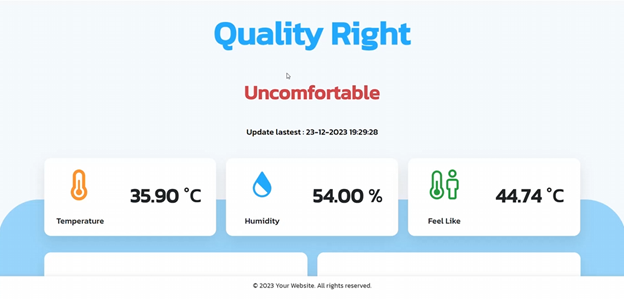 Quality Right
Uncomfortable
Update lastest : 23-12-2023 19:29:28
35.90 °C
Temperature
54.00 %
Humidity
44.74 °C
Feel Like
© 2023 Your Website. All rights reserved.